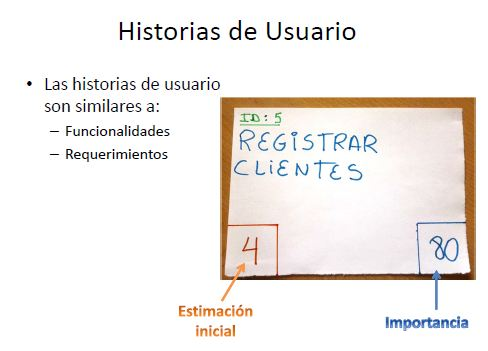 Historias de Usuario
• Las historias de usuario
son similares a:
– Funcionalidades
– Requerimientos
ID: 5
REGISTRAR
CLIENTES
4
80
Estimación
inicial
Importancia